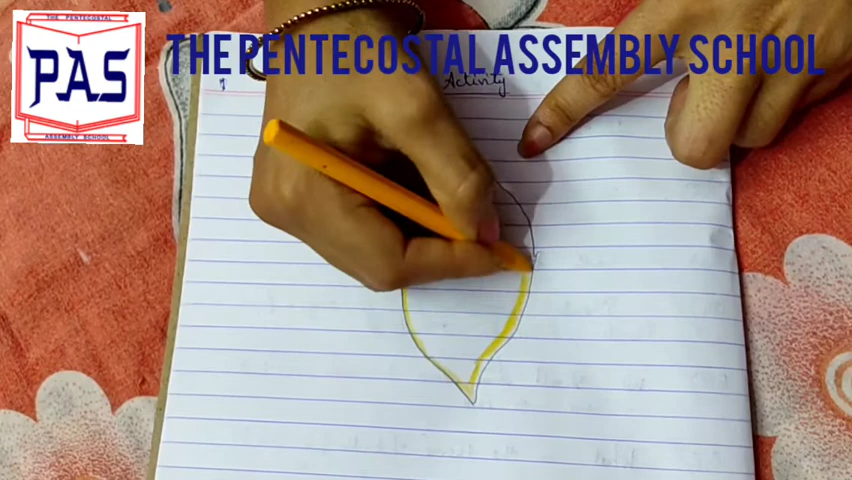 THE PENTECOSTAL
PAS
ASSEMBLY SCHOOL
THE PENTECOSTAL ASSEMBLY SCHOOL
Activity